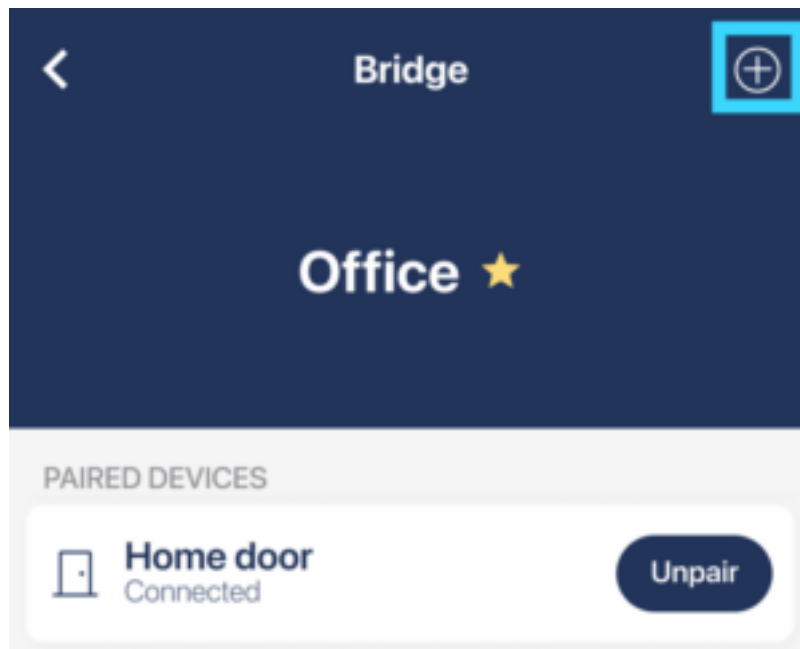 Bridge
Office
PAIRED DEVICES
Home door
Connected
Unpair